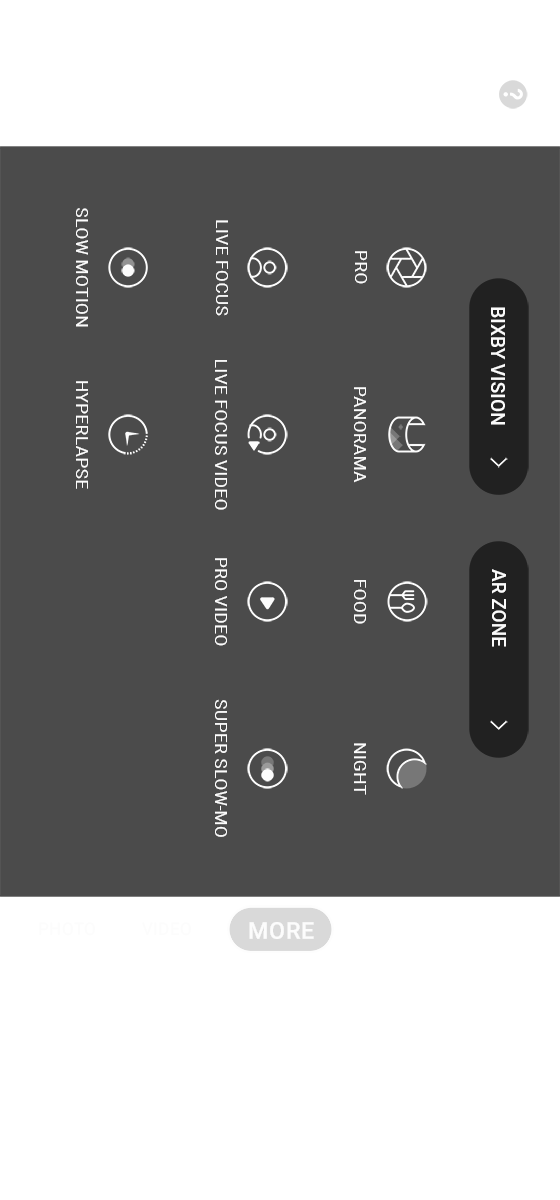 ?
BIXBY VISION
AR ZONE
PRO
PANORAMA
FOOD
NIGHT
LIVE FOCUS
LIVE FOCUS VIDEO
PRO VIDEO
SUPER SLOW-MO
SLOW MOTION
HYPERLAPSE
PHOTO
VIDEO
MORE